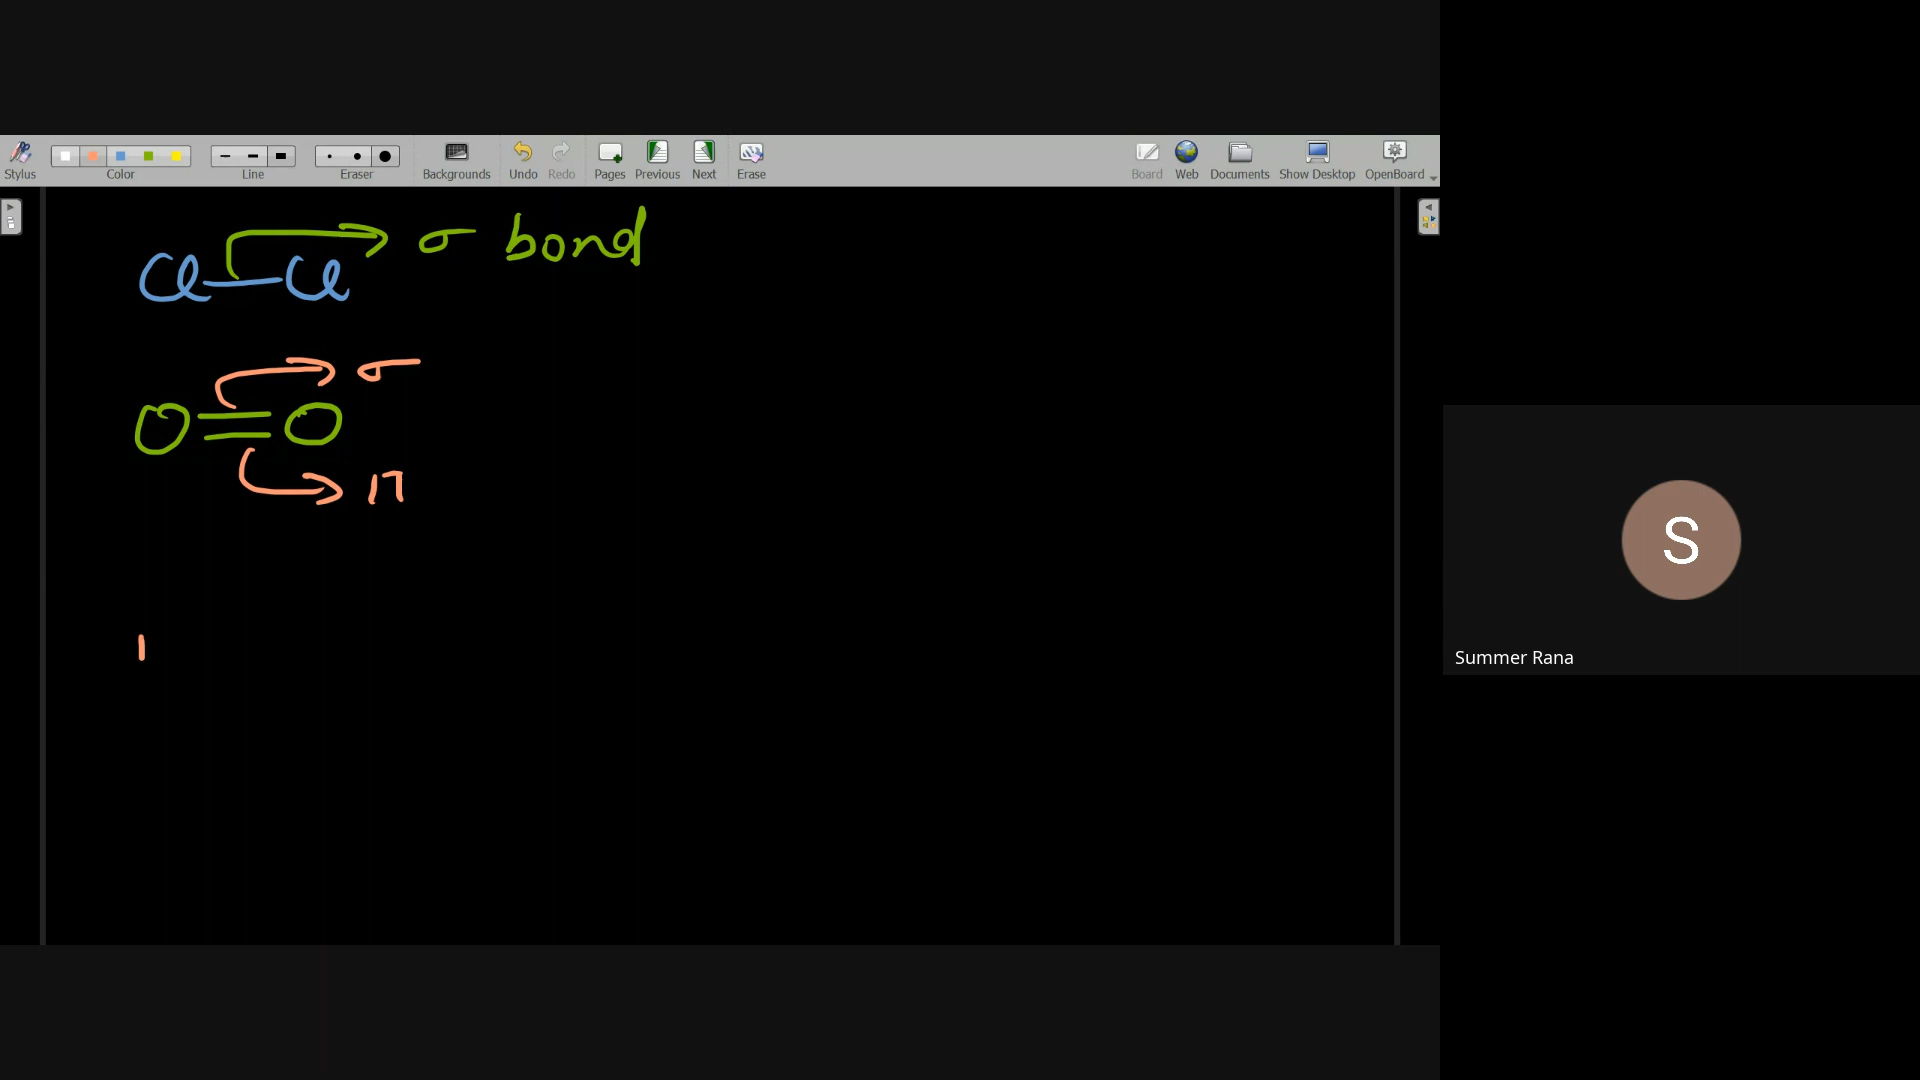 Stylus Color Line Eraser Backgrounds Undo Redo Pages Previous Next Erase Board Web Documents Show Desktop OpenBoard
Cl—Cl → σ bond
→ σ
O=O
→ π
S
Summer Rana